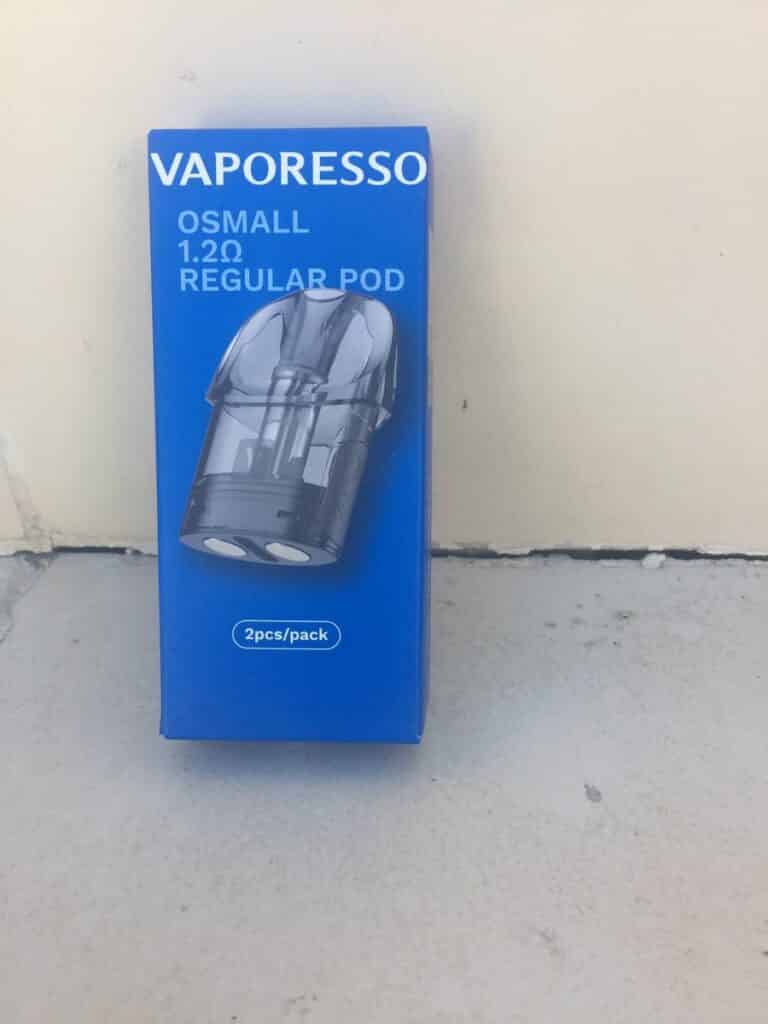 VAPORESSO
OSMALL
1.2Ω
REGULAR POD
2pcs/pack